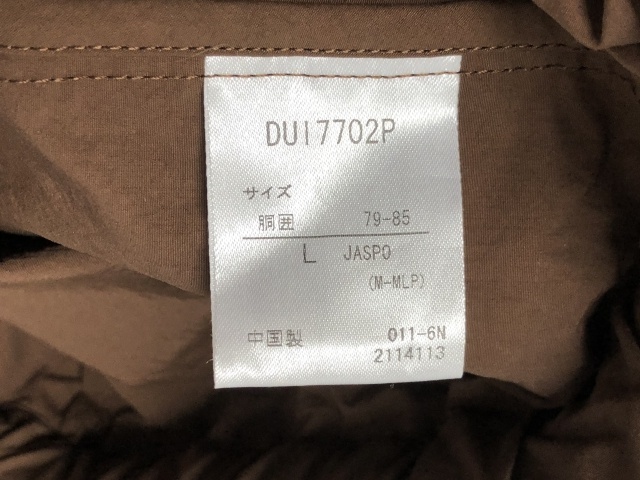 DUI7702P
サイズ
胴囲 79-85
L JASPO
(M-MLP)
中国製 011-6N
2114113